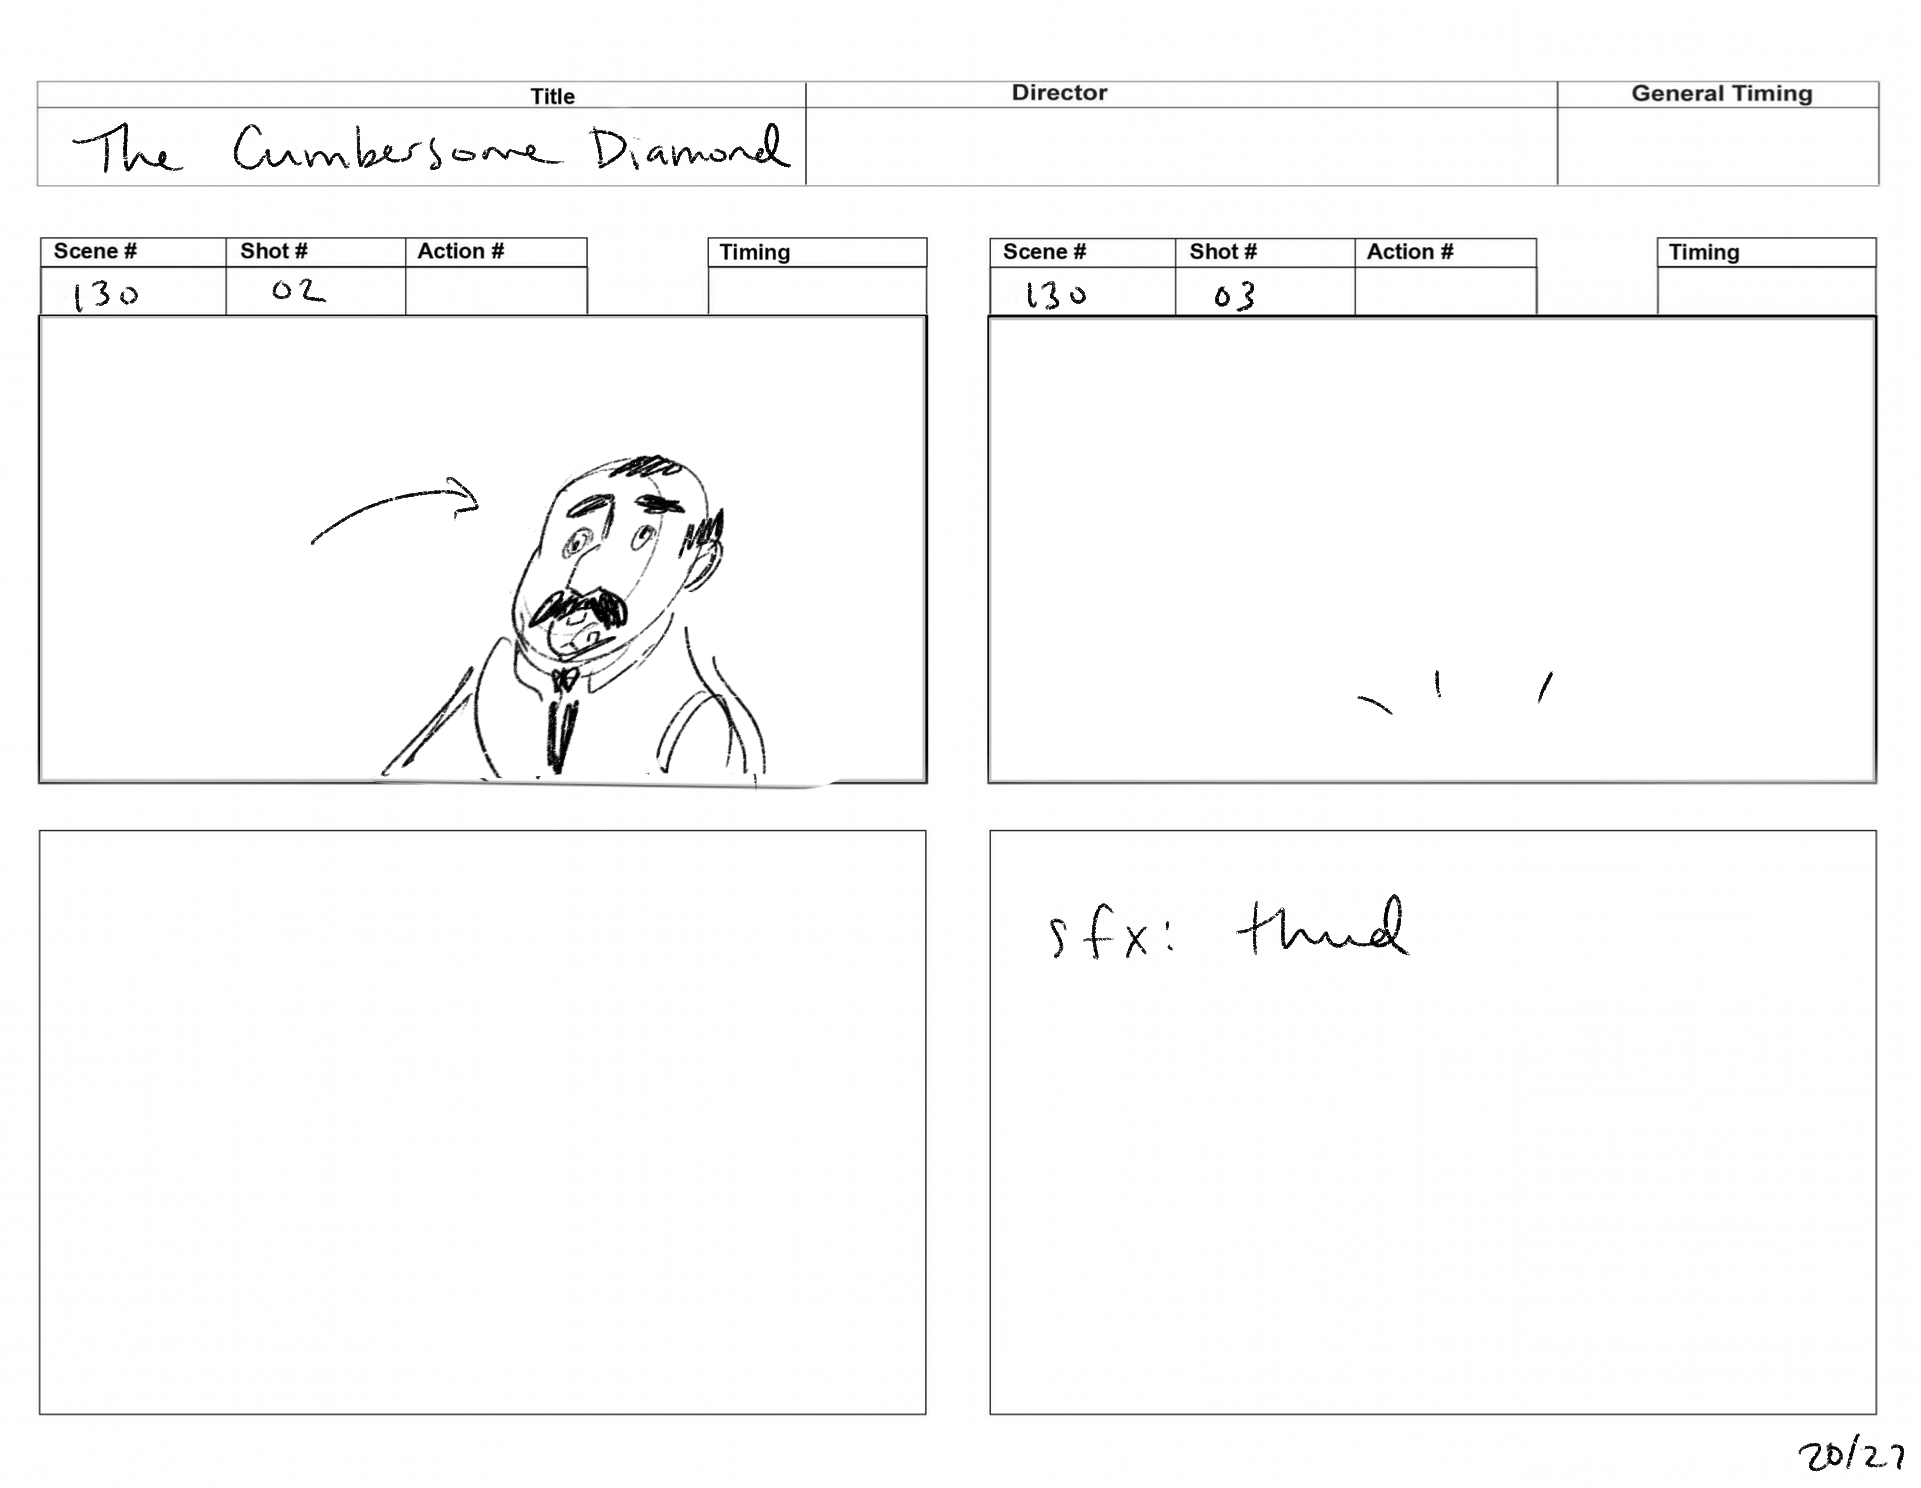 Title Director General Timing
The Cumbersome Diamond
Scene # Shot # Action # Timing
130 02
Scene # Shot # Action # Timing
130 03
sfx: thud
20/27